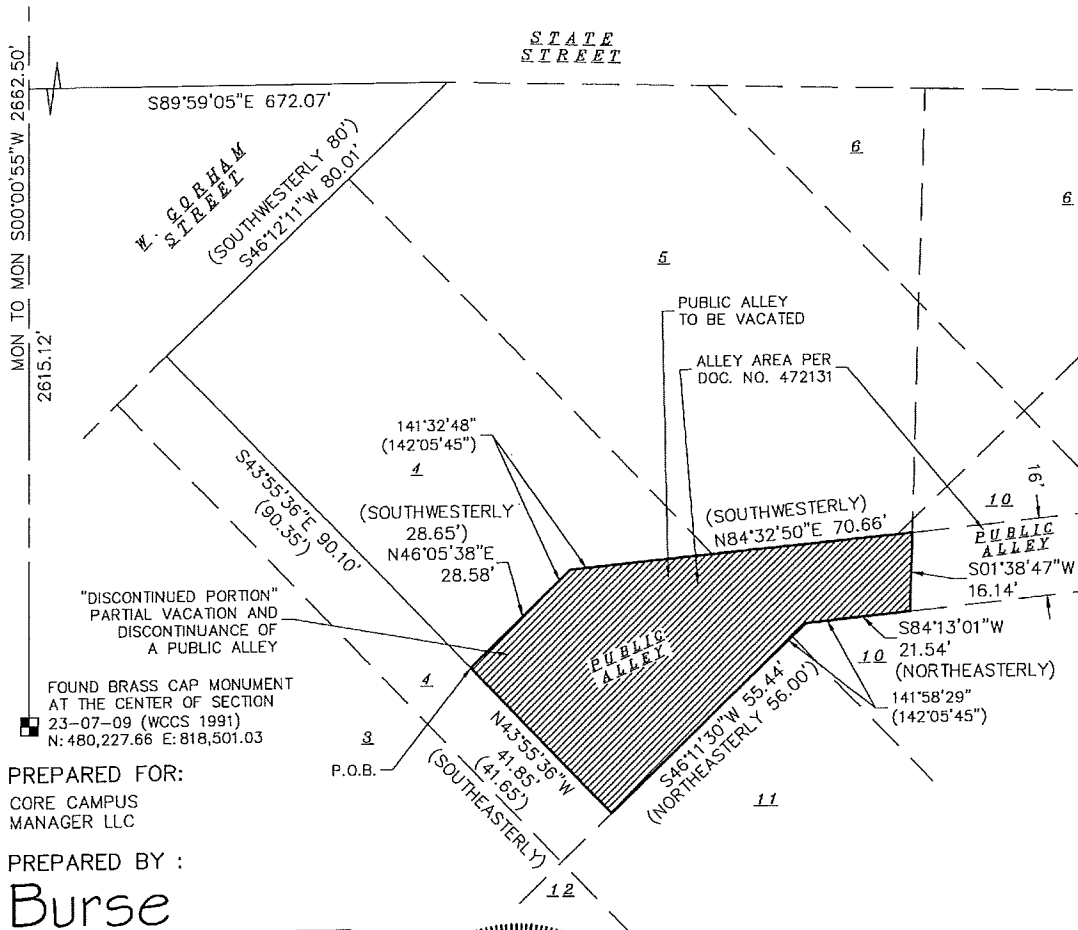 STATE
STREET
MON TO MON S00°00'55"W 2662.50'
2615.12'
S89°59'05"E 672.07'
W. GORHAM
STREET
(SOUTHWESTERLY 80')
S46°12'11"W 80.01'
6
6
5
PUBLIC ALLEY
TO BE VACATED
ALLEY AREA PER
DOC. NO. 472131
141°32'48"
(142°05'45")
4
S43°55'36"E 90.10'
(90.35')
(SOUTHWESTERLY
28.65')
N46°05'38"E
28.58'
(SOUTHWESTERLY)
N84°32'50"E 70.66'
16'
10
PUBLIC
ALLEY
S01°38'47"W
16.14'
"DISCONTINUED PORTION"
PARTIAL VACATION AND
DISCONTINUANCE OF
A PUBLIC ALLEY
PUBLIC
ALLEY
S84°13'01"W
21.54'
(NORTHEASTERLY)
10
141°58'29"
(142°05'45")
4
FOUND BRASS CAP MONUMENT
AT THE CENTER OF SECTION
23-07-09 (WCCS 1991)
N: 480,227.66 E: 818,501.03
3
P.O.B.
N43°55'36"W
41.85'
(41.65')
(SOUTHEASTERLY)
S46°11'30"W 55.44'
(NORTHEASTERLY 56.00')
11
12
PREPARED FOR:
CORE CAMPUS
MANAGER LLC
PREPARED BY :
Burse